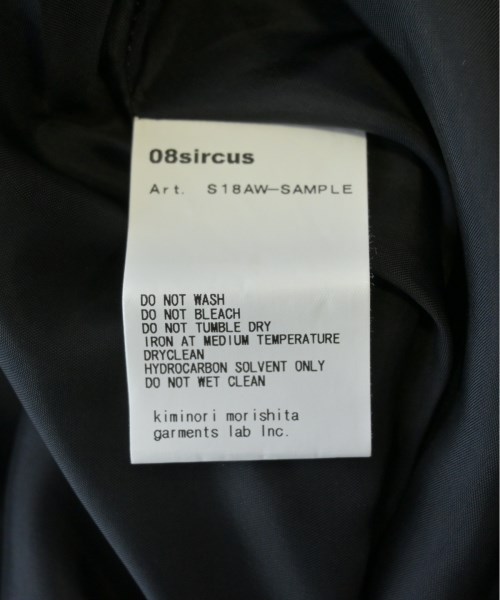 08sircus
Art. S18AW-SAMPLE
DO NOT WASH
DO NOT BLEACH
DO NOT TUMBLE DRY
IRON AT MEDIUM TEMPERATURE
DRYCLEAN
HYDROCARBON SOLVENT ONLY
DO NOT WET CLEAN
kiminori morishita
garments lab Inc.